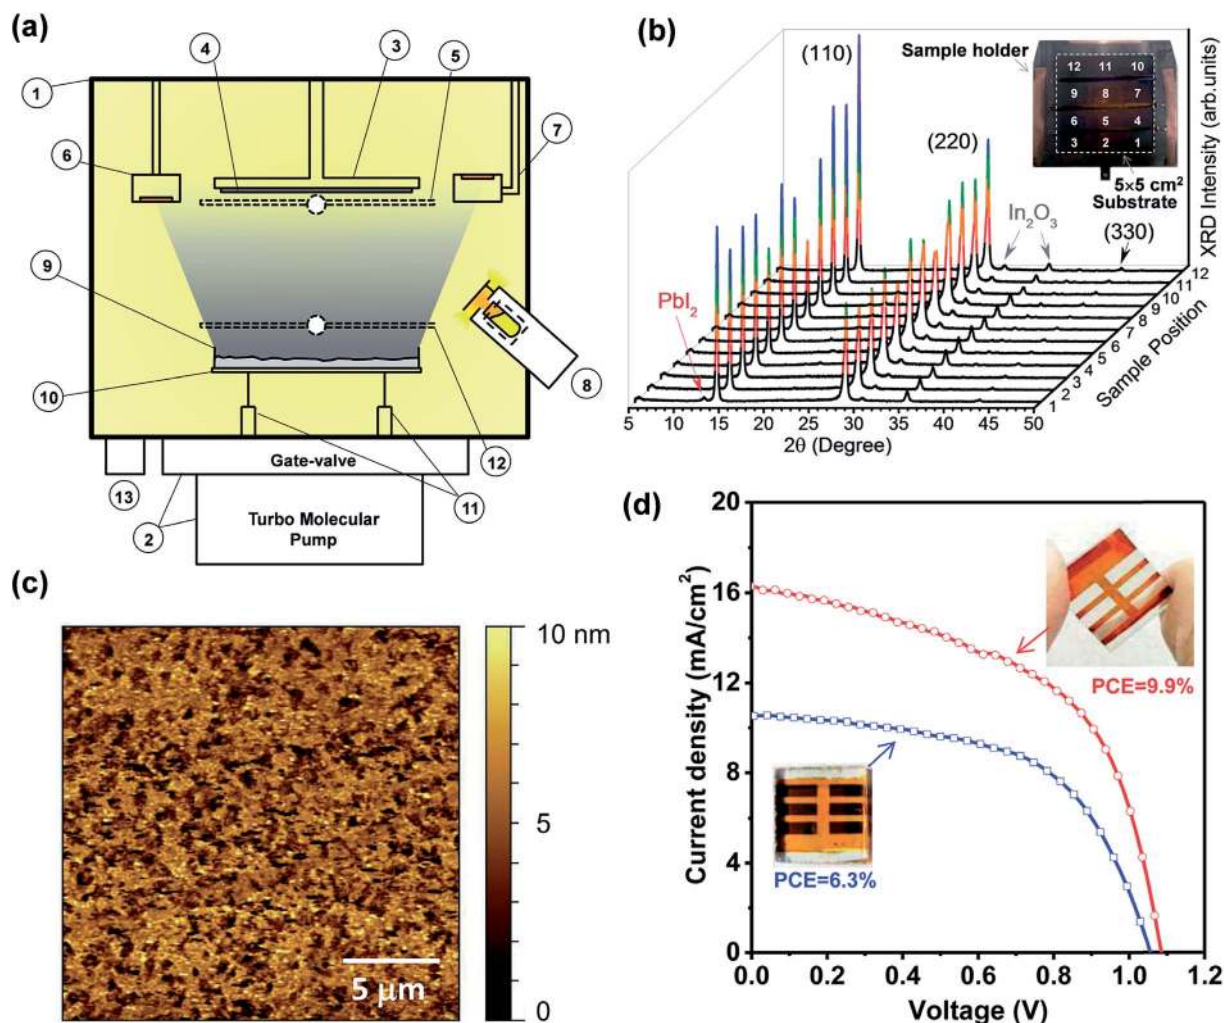 (a)
4
3
5
1
6
7
9
8
10
Gate-valve
12
13
11
2
Turbo Molecular
Pump
(b)
(110)
Sample holder
12 11 10
9 8 7
6 5 4
3 2 1
(220)
5×5 cm²
Substrate
In₂O₃
(330)
XRD Intensity (arb.units)
PbI₂
1 2 3 4 5 6 7 8 9 10 11 12
Sample Position
5 10 15 20 25 30 35 40 45 50
2θ (Degree)
(c)
10 nm
5
0
5 μm
(d)
20
16
12
8
4
0
Current density (mA/cm²)
PCE=9.9%
PCE=6.3%
0.0 0.2 0.4 0.6 0.8 1.0 1.2
Voltage (V)